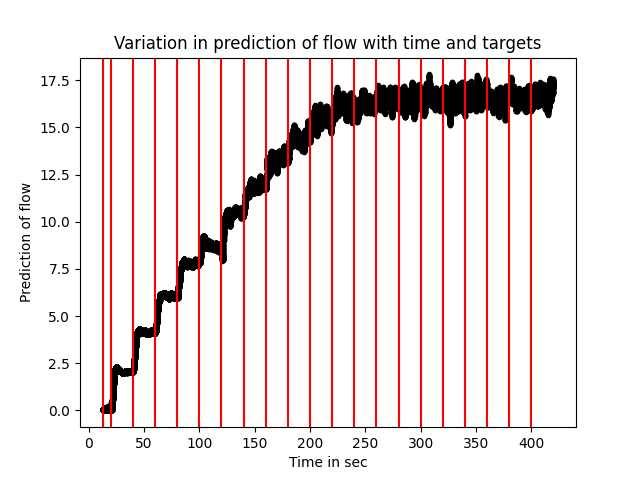 Variation in prediction of flow with time and targets
Prediction of flow
17.5
15.0
12.5
10.0
7.5
5.0
2.5
0.0
0 50 100 150 200 250 300 350 400
Time in sec